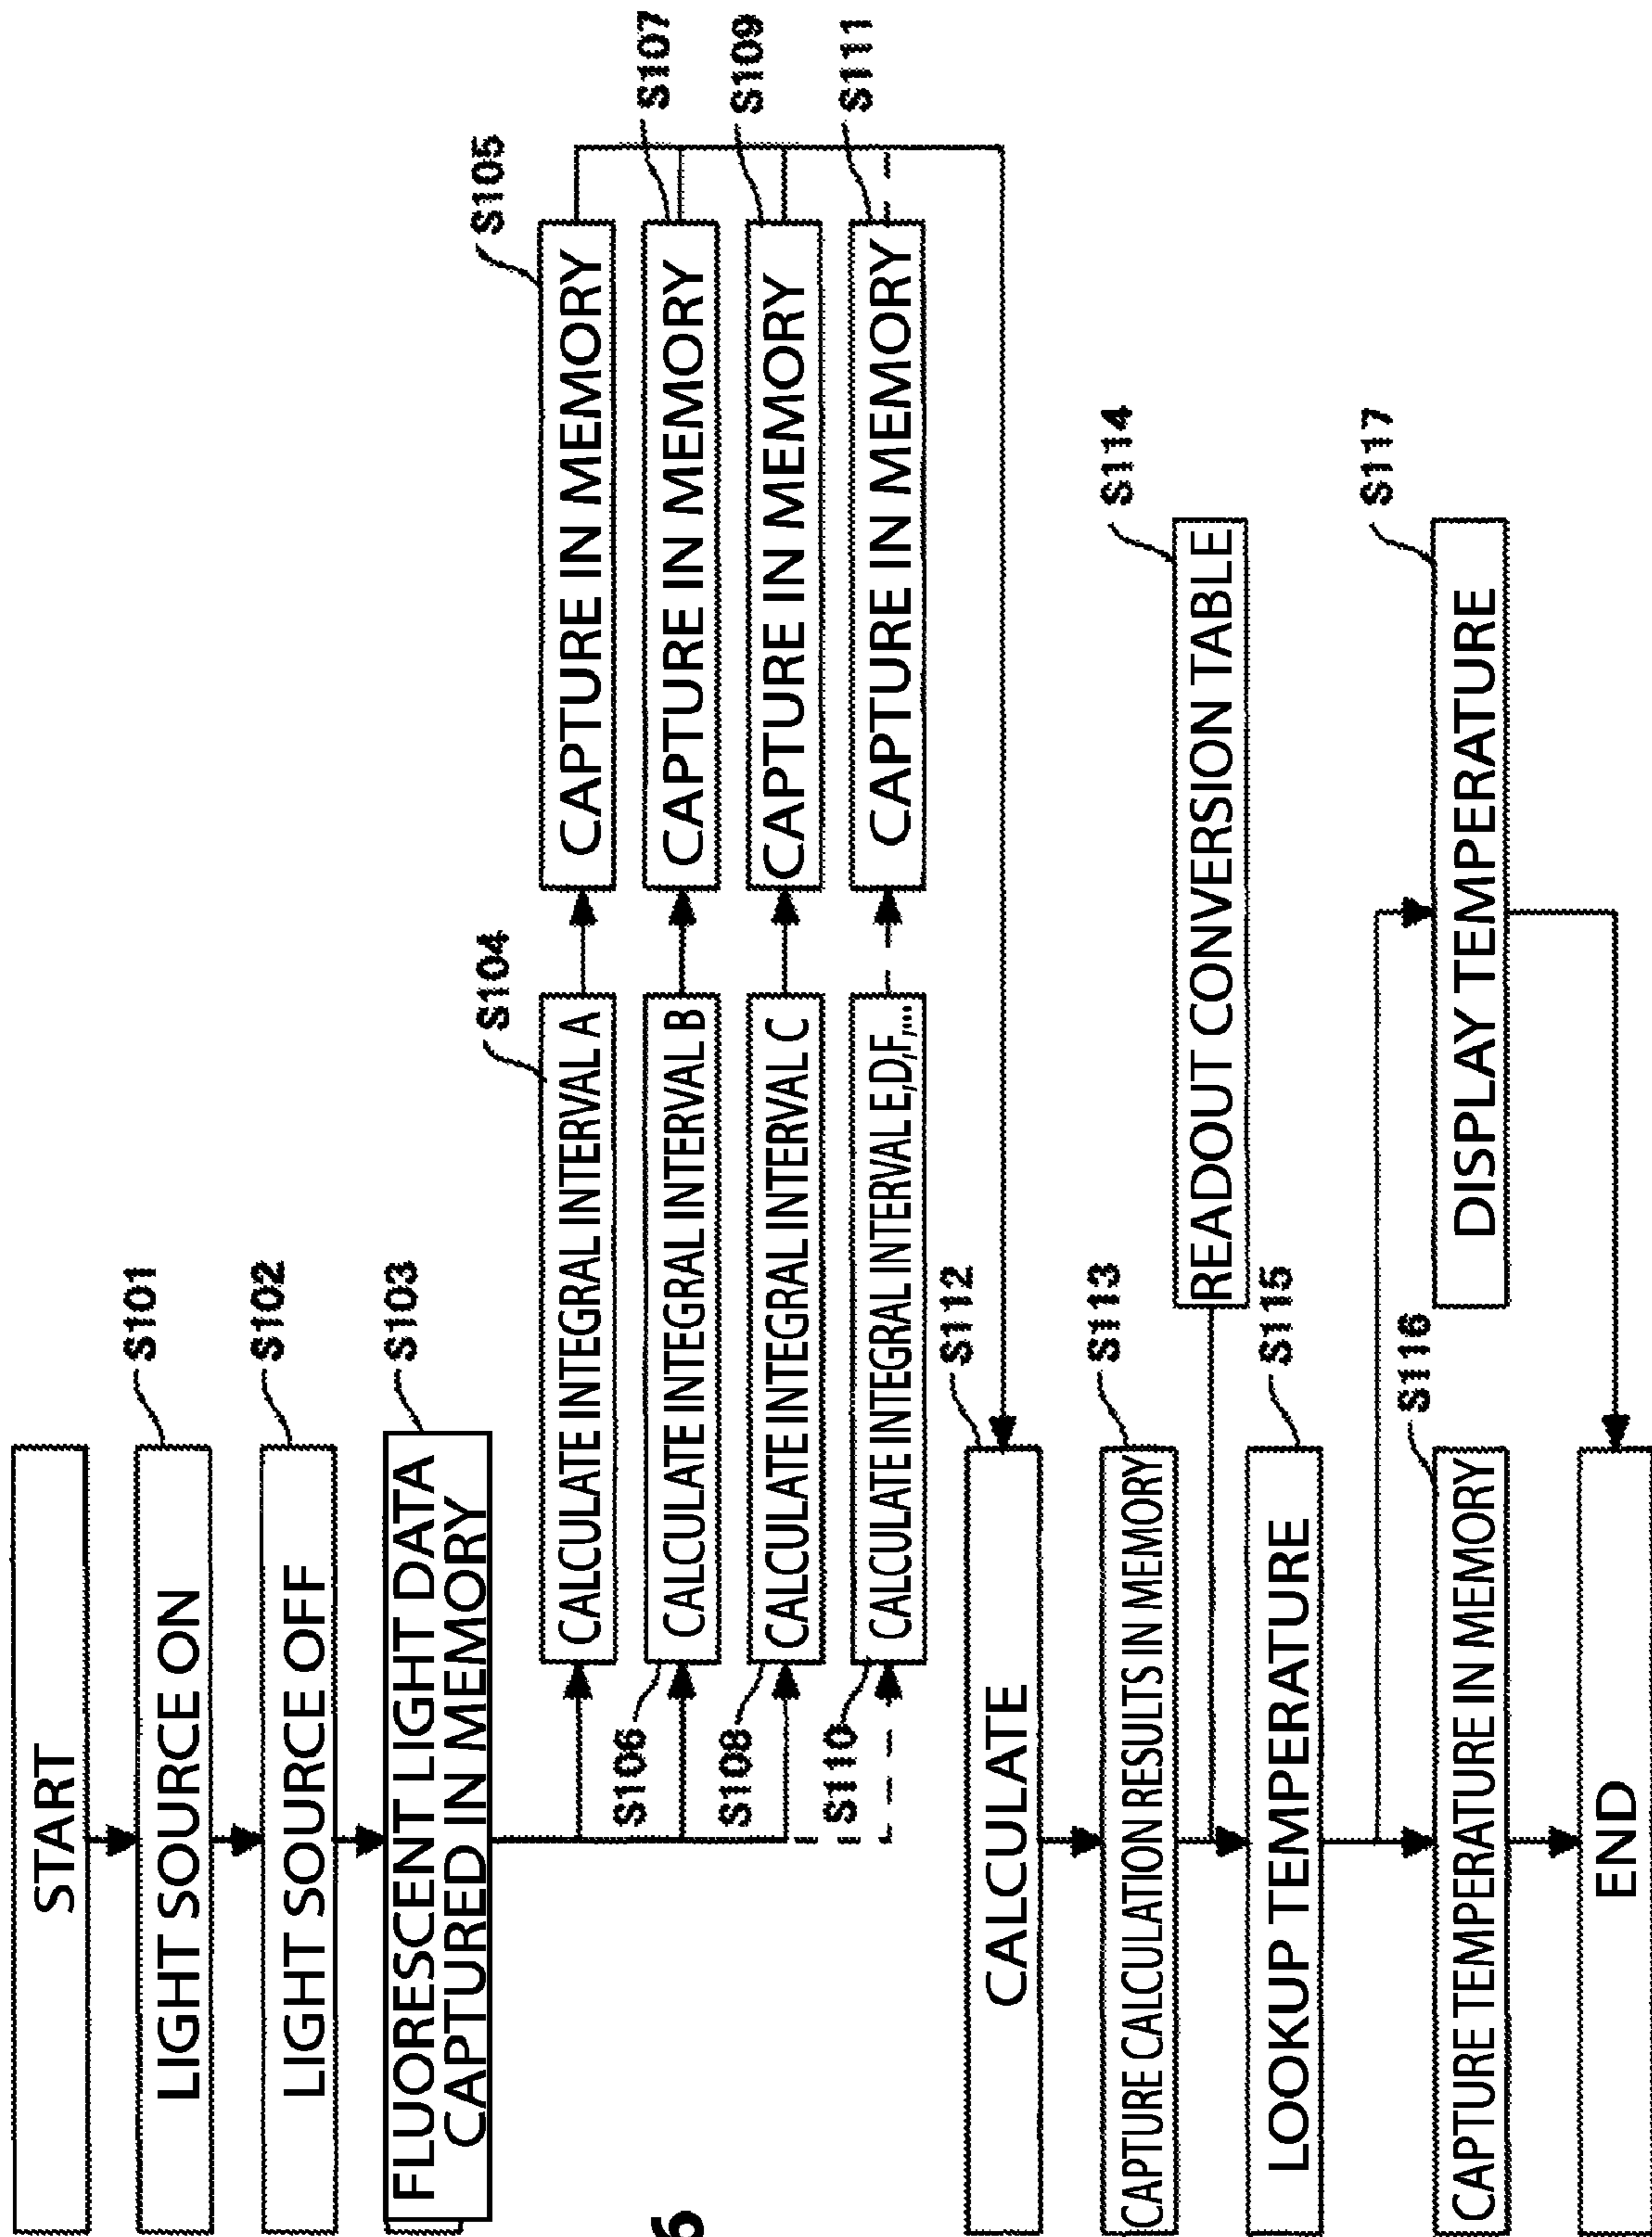 START
S101
LIGHT SOURCE ON
S102
LIGHT SOURCE OFF
S103
FLUORESCENT LIGHT DATA
CAPTURED IN MEMORY
S104
CALCULATE INTEGRAL INTERVAL A
S105
CAPTURE IN MEMORY
S106
CALCULATE INTEGRAL INTERVAL B
S107
CAPTURE IN MEMORY
S108
CALCULATE INTEGRAL INTERVAL C
S109
CAPTURE IN MEMORY
S110
CALCULATE INTEGRAL INTERVAL E,D,F,...
S111
CAPTURE IN MEMORY
S112
CALCULATE
S113
CAPTURE CALCULATION RESULTS IN MEMORY
S114
READOUT CONVERSION TABLE
S115
LOOKUP TEMPERATURE
S116
CAPTURE TEMPERATURE IN MEMORY
S117
DISPLAY TEMPERATURE
END
6